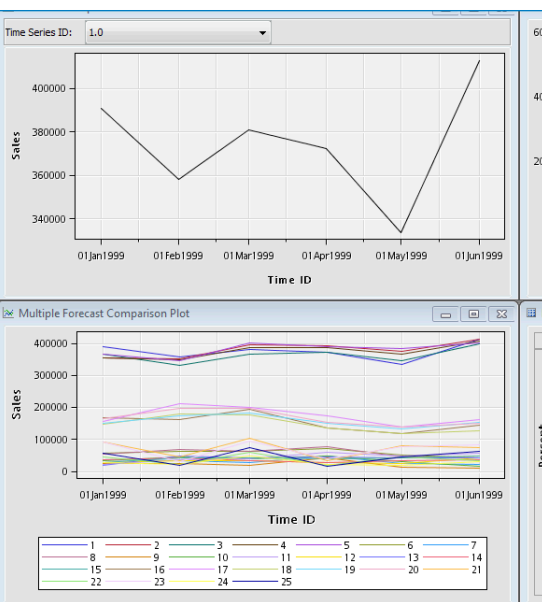 Time Series ID: 1.0
400000
380000
360000
340000
Sales
01Jan1999 01Feb1999 01Mar1999 01Apr1999 01May1999 01Jun1999
Time ID
60
40
20
Multiple Forecast Comparison Plot
400000
300000
200000
100000
0
Sales
01Jan1999 01Feb1999 01Mar1999 01Apr1999 01May1999 01Jun1999
Time ID
1 2 3 4 5 6 7
8 9 10 11 12 13 14
15 16 17 18 19 20 21
22 23 24 25
Percent